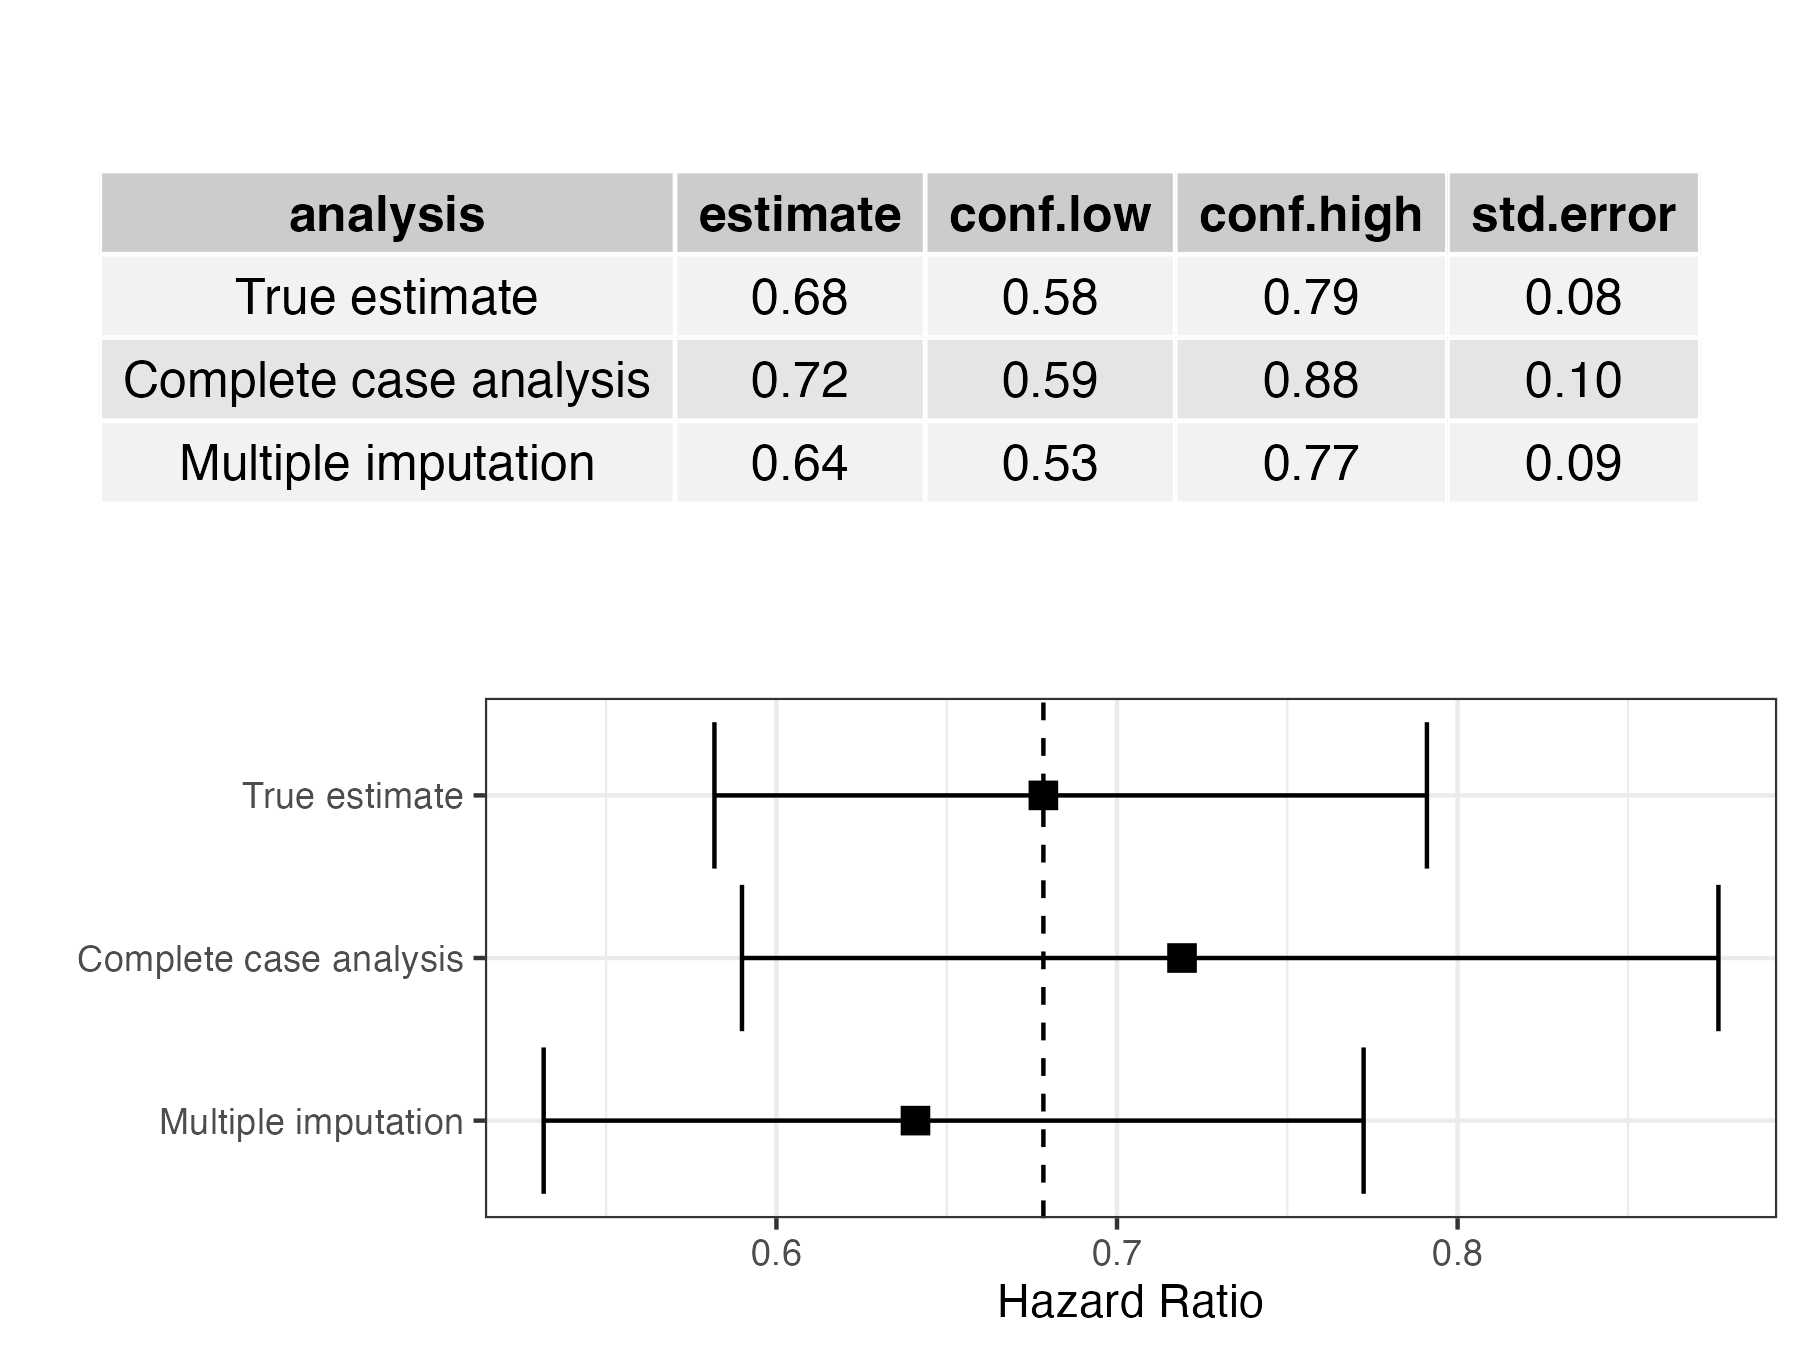 analysis estimate conf.low conf.high std.error
True estimate 0.68 0.58 0.79 0.08
Complete case analysis 0.72 0.59 0.88 0.10
Multiple imputation 0.64 0.53 0.77 0.09
True estimate
Complete case analysis
Multiple imputation
0.6 0.7 0.8
Hazard Ratio